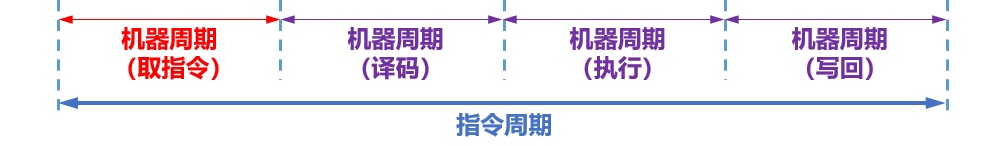 机器周期 机器周期 机器周期 机器周期
（取指令） （译码） （执行） （写回）
指令周期